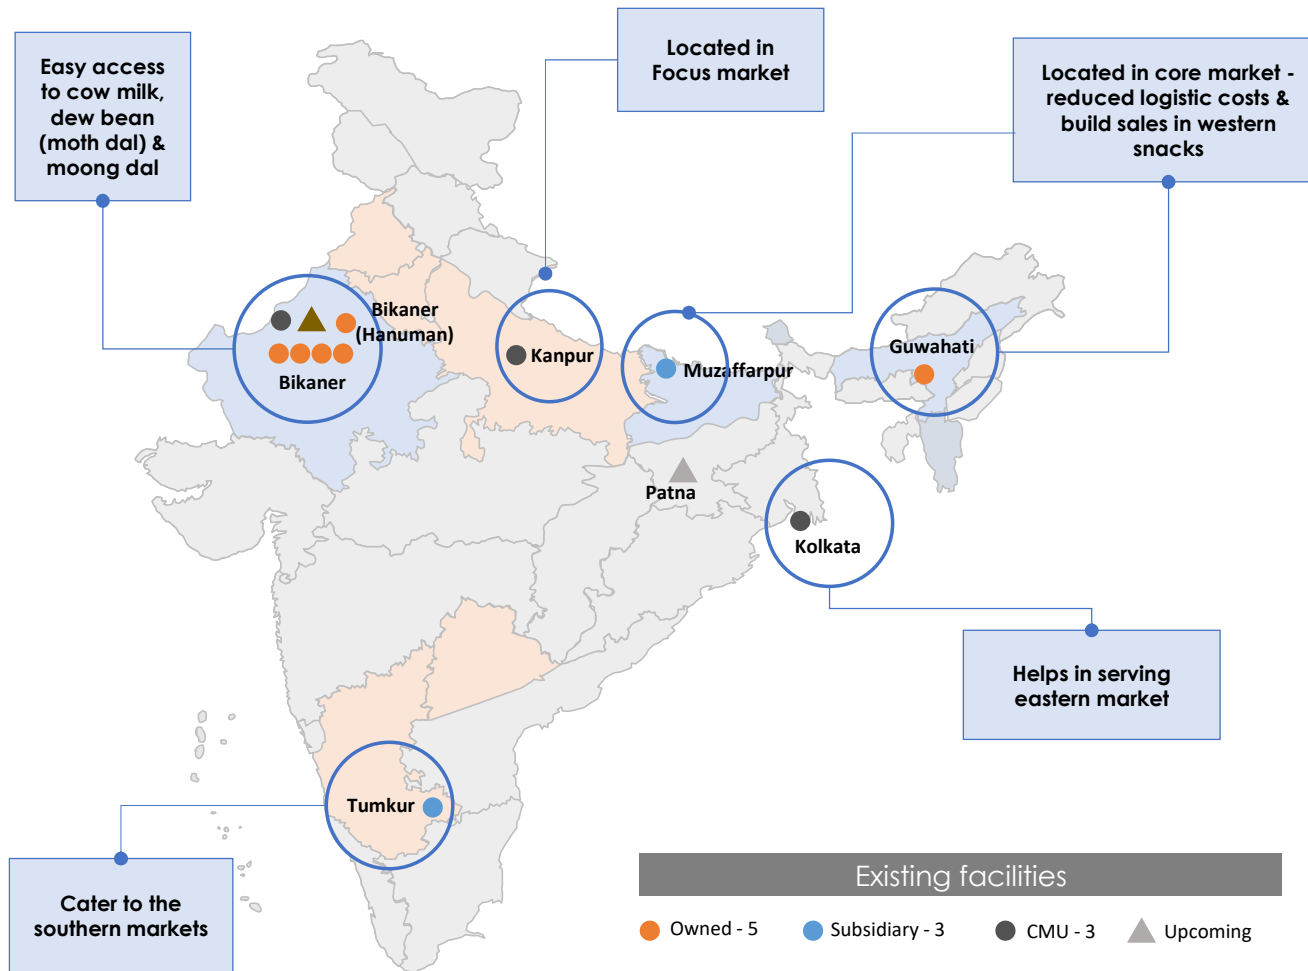 Easy access
to cow milk,
dew bean
(moth dal) &
moong dal
Located in
Focus market
Located in core market -
reduced logistic costs &
build sales in western
snacks
Bikaner
(Hanuman)
Bikaner
Kanpur
Muzaffarpur
Guwahati
Patna
Kolkata
Helps in serving
eastern market
Tumkur
Cater to the
southern markets
Existing facilities
Owned - 5
Subsidiary - 3
CMU - 3
Upcoming